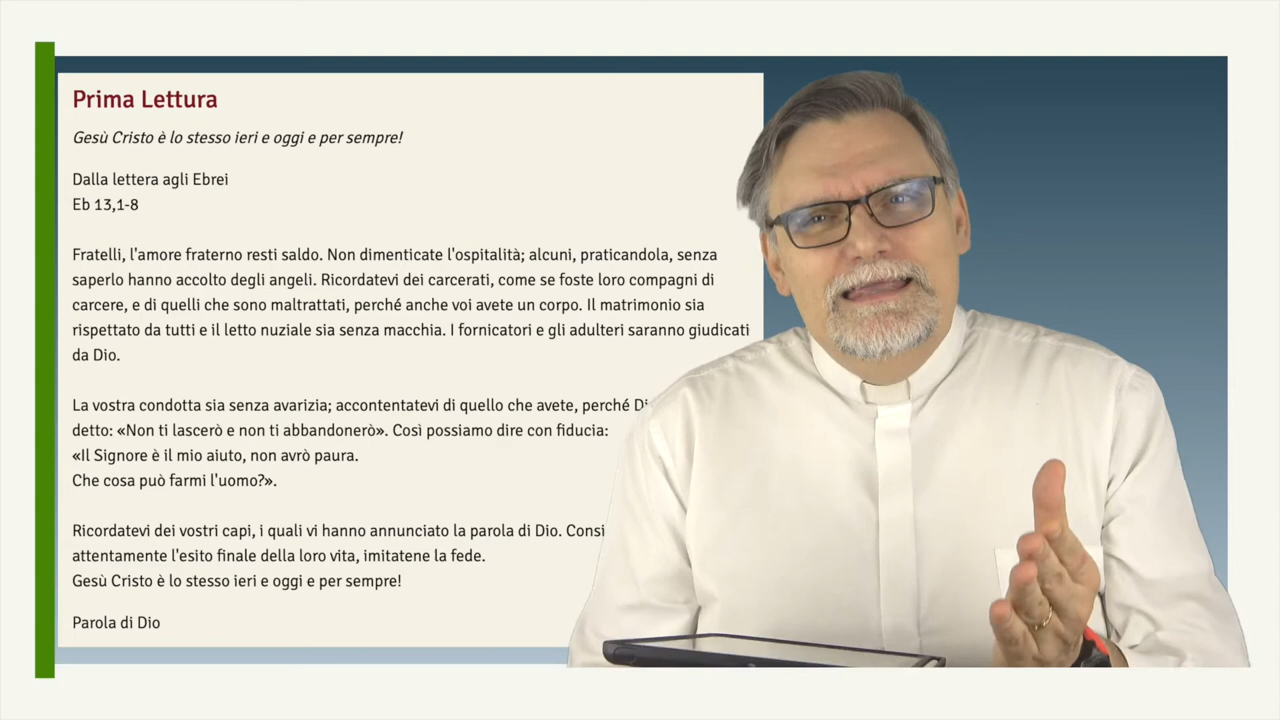 Prima Lettura
Gesù Cristo è lo stesso ieri e oggi e per sempre!
Dalla lettera agli Ebrei
Eb 13,1-8
Fratelli, l'amore fraterno resti saldo. Non dimenticate l'ospitalità; alcuni, praticandola, senza
saperlo hanno accolto degli angeli. Ricordatevi dei carcerati, come se foste loro compagni di
carcere, e di quelli che sono maltrattati, perché anche voi avete un corpo. Il matrimonio sia
rispettato da tutti e il letto nuziale sia senza macchia. I fornicatori e gli adulteri saranno giudicati
da Dio.
La vostra condotta sia senza avarizia; accontentatevi di quello che avete, perché
detto: «Non ti lascerò e non ti abbandonerò». Così possiamo dire con fiducia:
«Il Signore è il mio aiuto, non avrò paura.
Che cosa può farmi l'uomo?».
Ricordatevi dei vostri capi, i quali vi hanno annunciato la parola di Dio. Consi
attentamente l'esito finale della loro vita, imitatene la fede.
Gesù Cristo è lo stesso ieri e oggi e per sempre!
Parola di Dio